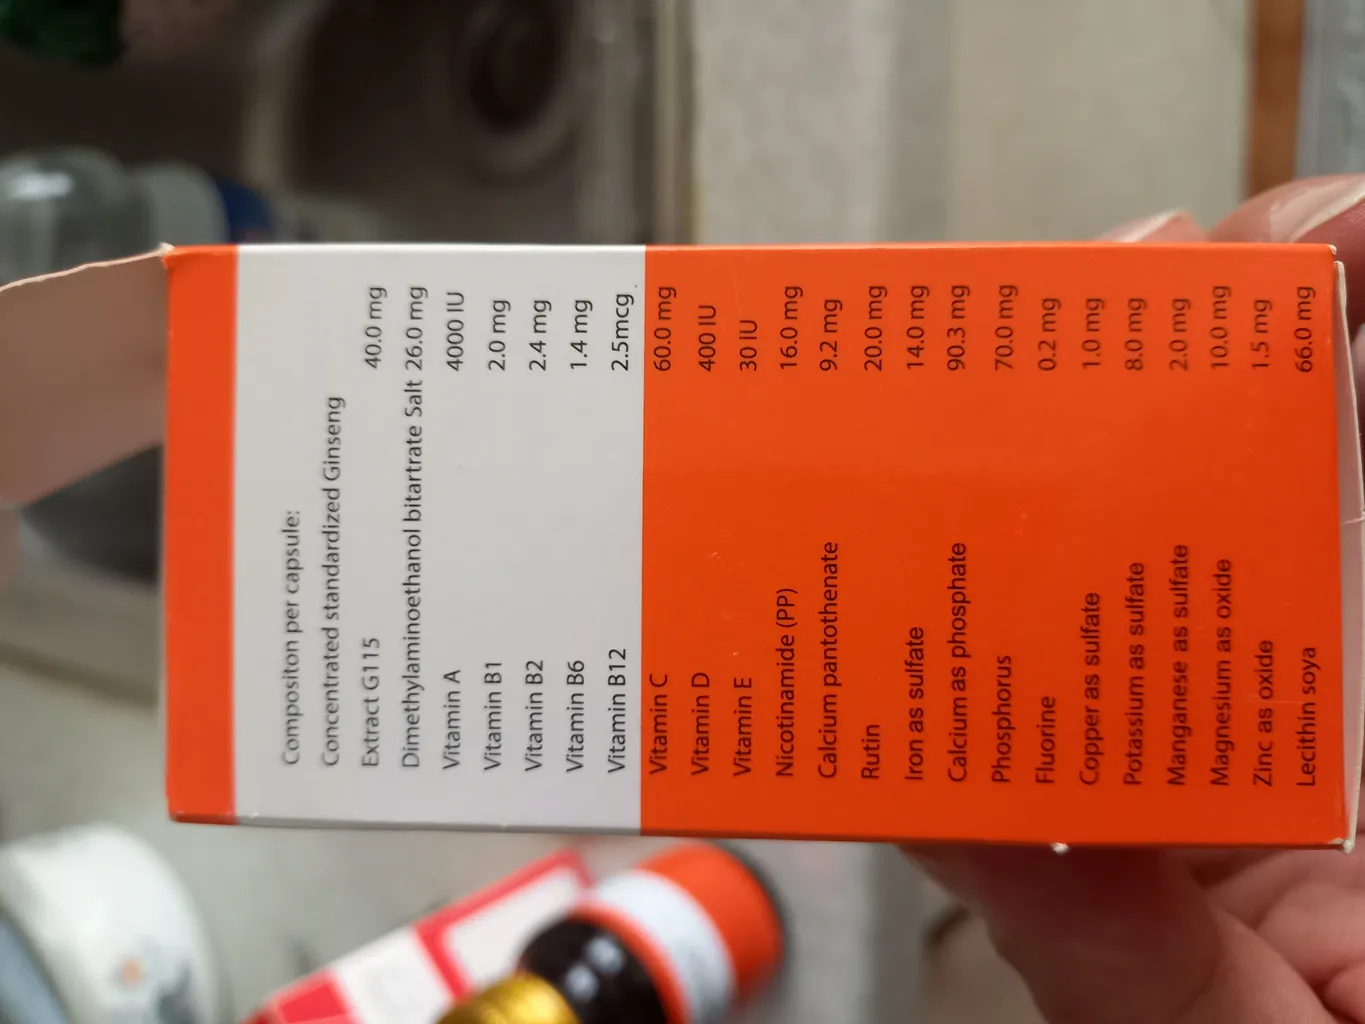 Compositon per capsule:
Concentrated standardized Ginseng
Extract G115 40.0 mg
Dimethylaminoethanol bitartrate Salt 26.0 mg
Vitamin A 4000 IU
Vitamin B1 2.0 mg
Vitamin B2 2.4 mg
Vitamin B6 1.4 mg
Vitamin B12 2.5mcg
Vitamin C 60.0 mg
Vitamin D 400 IU
Vitamin E 30 IU
Nicotinamide (PP) 16.0 mg
Calcium pantothenate 9.2 mg
Rutin 20.0 mg
Iron as sulfate 14.0 mg
Calcium as phosphate 90.3 mg
Phosphorus 70.0 mg
Fluorine 0.2 mg
Copper as sulfate 1.0 mg
Potassium as sulfate 8.0 mg
Manganese as sulfate 2.0 mg
Magnesium as oxide 10.0 mg
Zinc as oxide 1.5 mg
Lecithin soya 66.0 mg